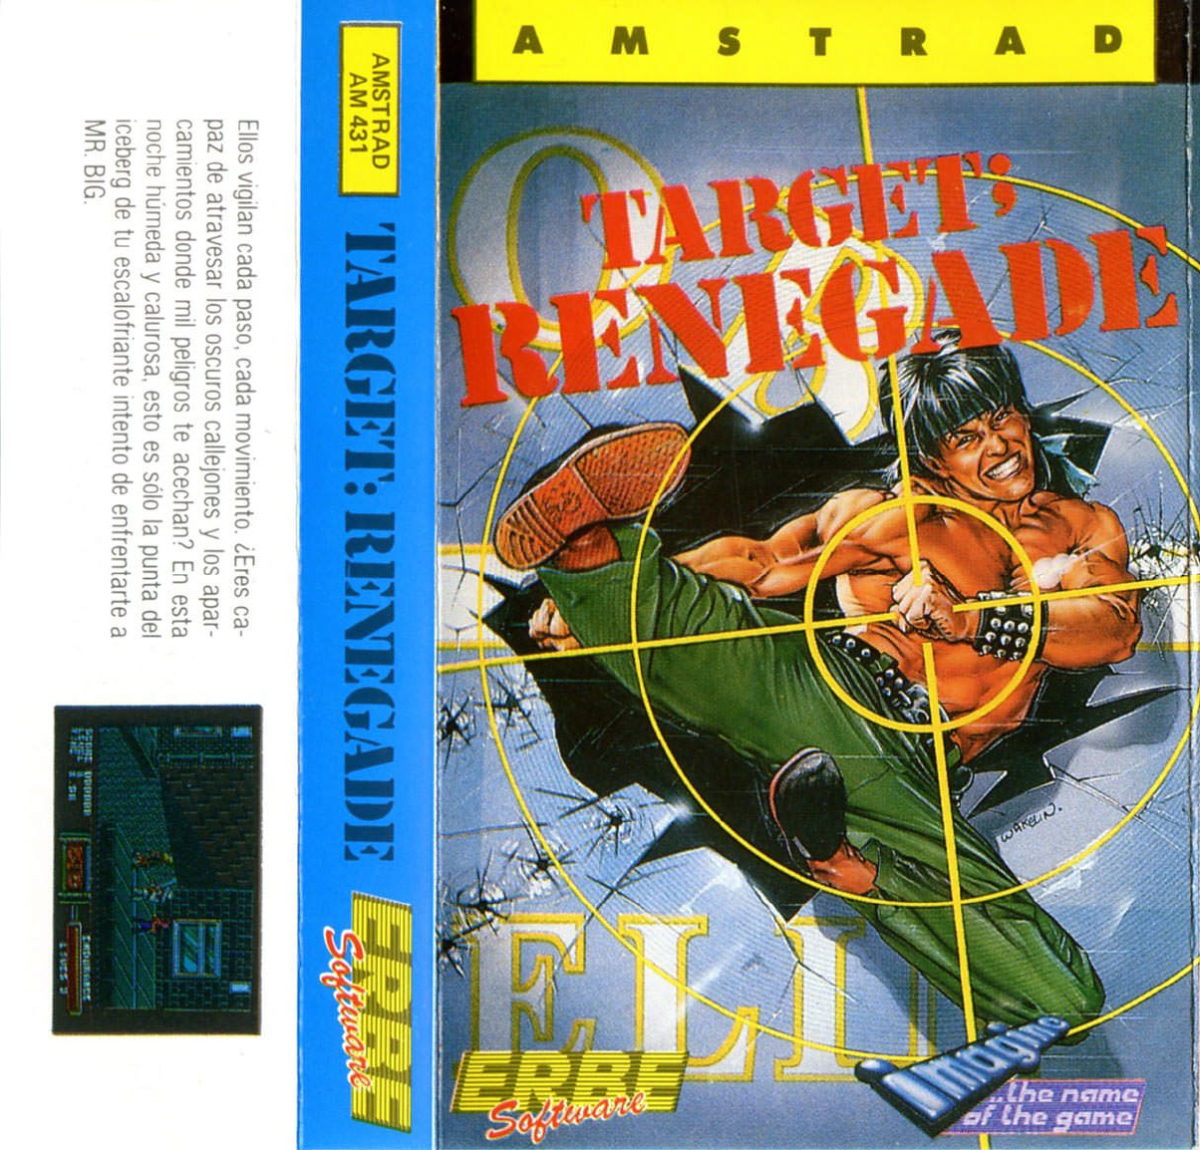 Ellos vigilan cada paso, cada movimiento. ¿Eres ca-
paz de atravesar los oscuros callejones y los apar-
camientos donde mil peligros te acechan? En esta
noche húmeda y calurosa, esto es sólo la punta del
iceberg de tu escalofriante intento de enfrentarte a
MR. BIG.
AMSTRAD
AM 431
TARGET: RENEGADE
ERBE
Software
AMSTRAD
TARGET;
RENEGADE
WAKELIN.
ELI
ERBE
Software
imagine
...the name
of the game